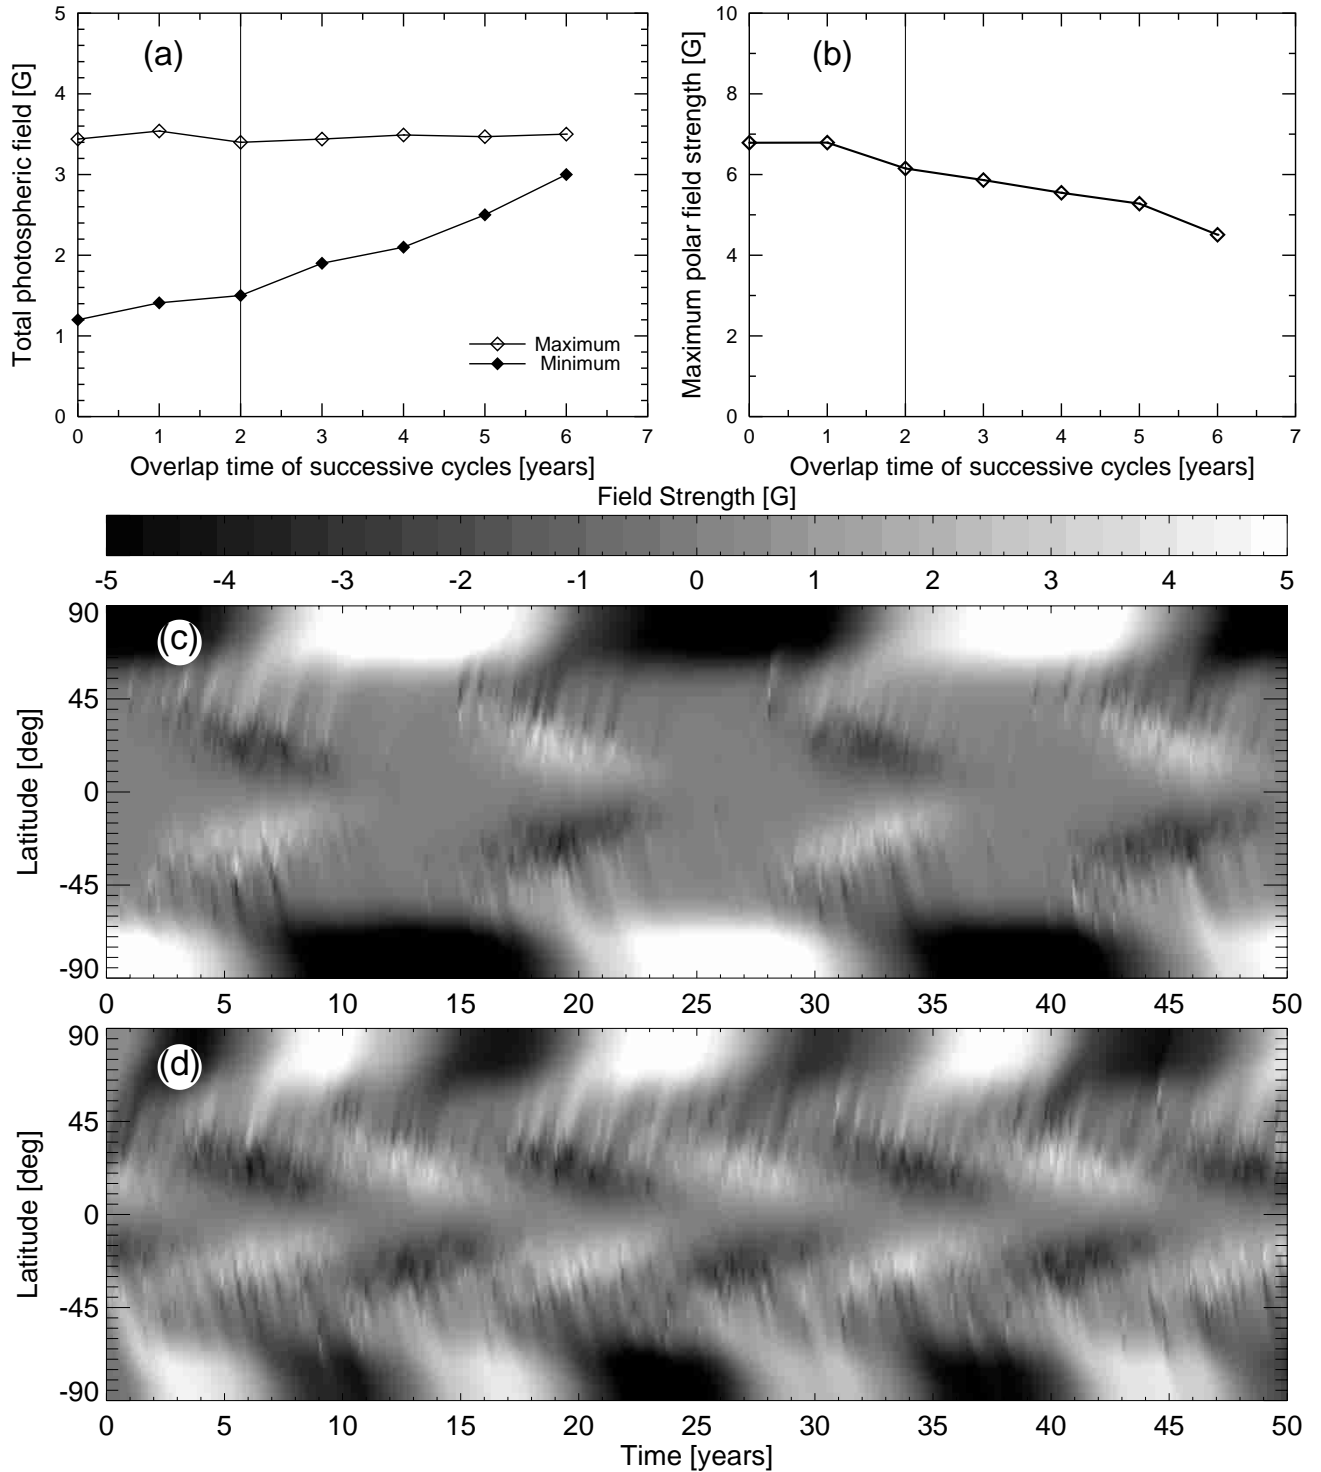 (a)
Total photospheric field [G]
5
4
3
2
1
0
Maximum
Minimum
0 1 2 3 4 5 6 7
Overlap time of successive cycles [years]
(b)
Maximum polar field strength [G]
10
8
6
4
2
0
0 1 2 3 4 5 6 7
Overlap time of successive cycles [years]
Field Strength [G]
-5 -4 -3 -2 -1 0 1 2 3 4 5
(c)
Latitude [deg]
90
45
0
-45
-90
0 5 10 15 20 25 30 35 40 45 50
(d)
Latitude [deg]
90
45
0
-45
-90
0 5 10 15 20 25 30 35 40 45 50
Time [years]